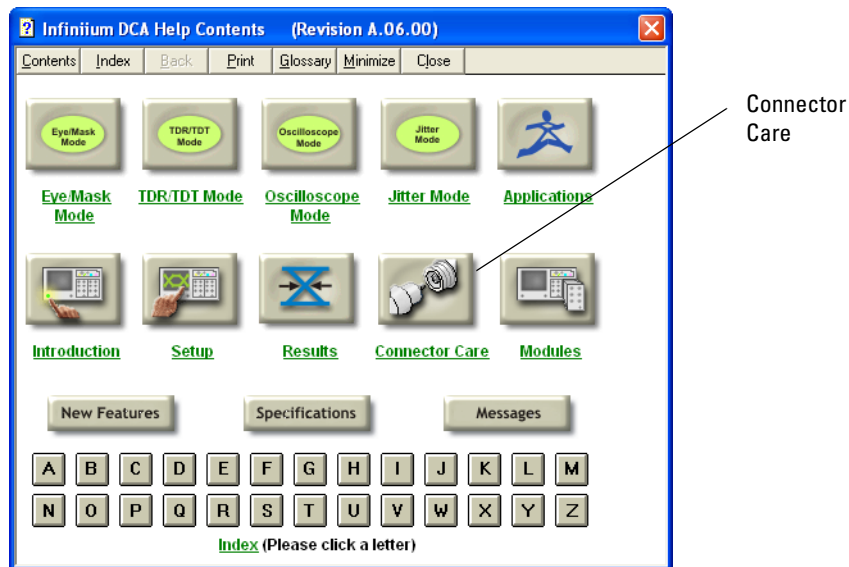 Infiniium DCA Help Contents (Revision A.06.00)
Contents Index Back Print Glossary Minimize Close
Connector
Care
Eye/Mask
Mode
TDR/TDT
Mode
Oscilloscope
Mode
Jitter
Mode
Eye/Mask
Mode
TDR/TDT Mode
Oscilloscope
Mode
Jitter Mode
Applications
Introduction
Setup
Results
Connector Care
Modules
New Features
Specifications
Messages
A B C D E F G H I J K L M
N O P Q R S T U V W X Y Z
Index (Please click a letter)